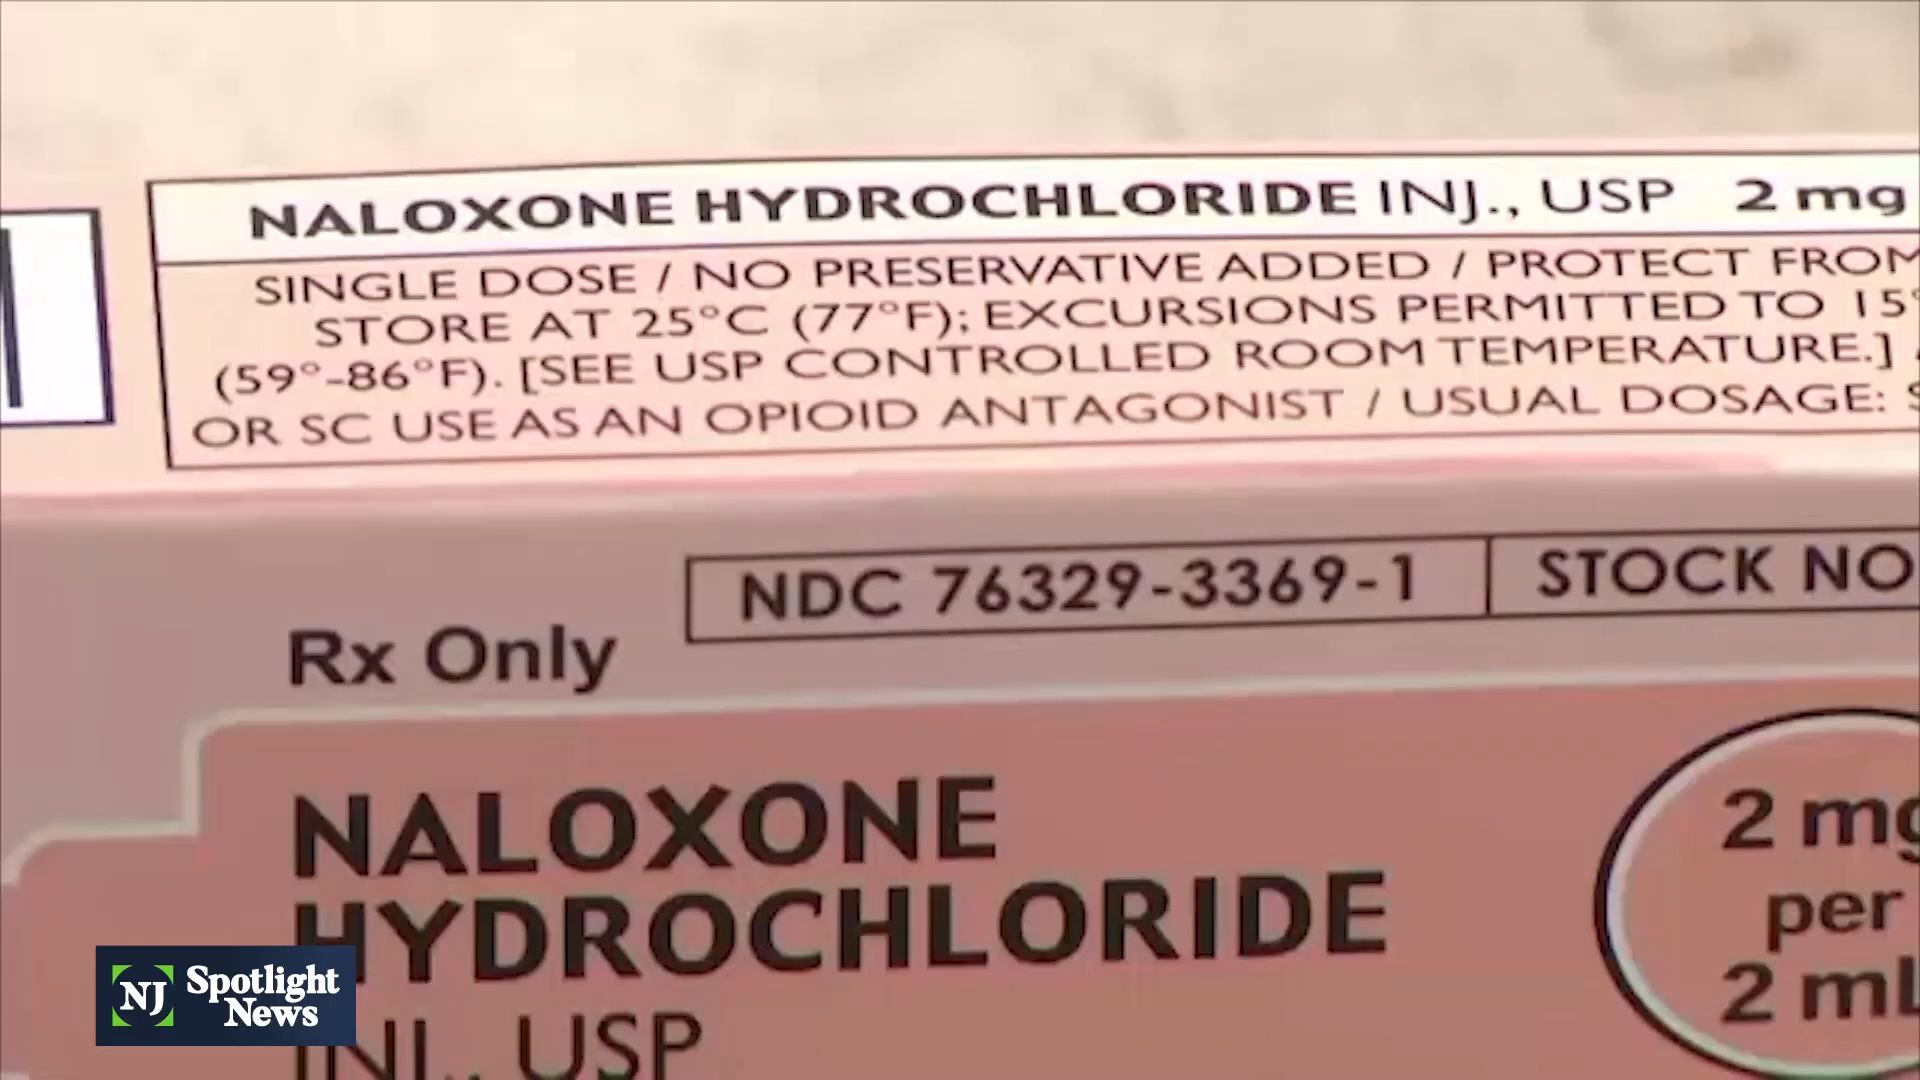 NALOXONE HYDROCHLORIDE INJ., USP 2 mg
SINGLE DOSE / NO PRESERVATIVE ADDED / PROTECT FROM
STORE AT 25°C (77°F); EXCURSIONS PERMITTED TO 15°
(59°-86°F). [SEE USP CONTROLLED ROOM TEMPERATURE.]
OR SC USE AS AN OPIOID ANTAGONIST / USUAL DOSAGE:
NDC 76329-3369-1 STOCK NO
Rx Only
NALOXONE
HYDROCHLORIDE
INJ., USP
2 mg
per
2 mL
NJ Spotlight
News